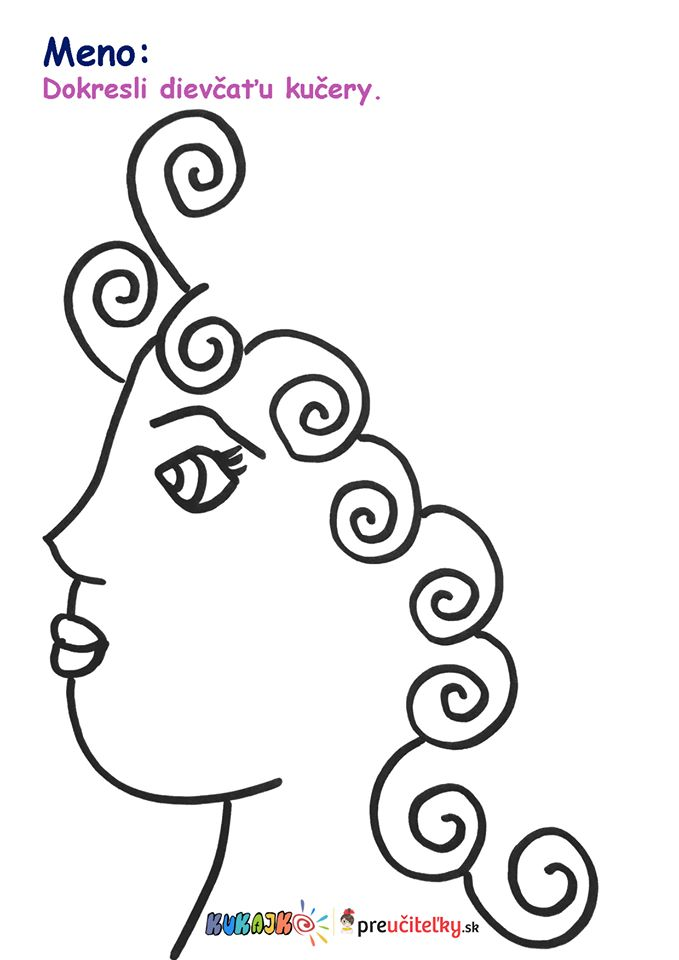 Meno:
Dokresli dievčaťu kučery.
KUKAJKO preučiteľky.sk